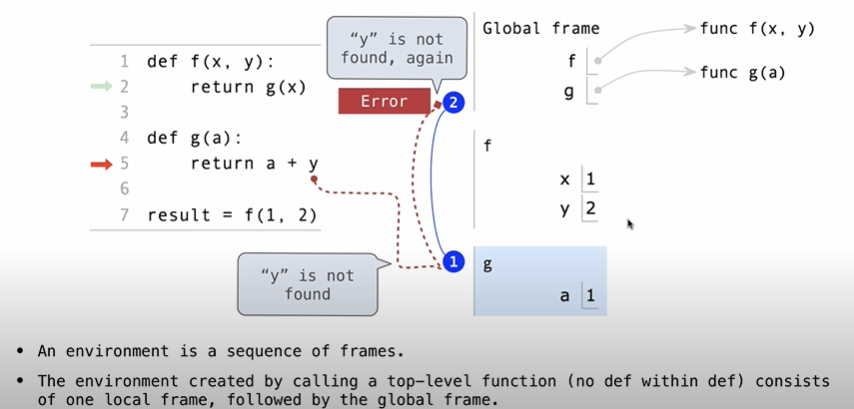 1 def f(x, y):
2 return g(x)
3
4 def g(a):
5 return a + y
6
7 result = f(1, 2)
"y" is not
found, again
Error
2
1
"y" is not
found
Global frame
f
g
func f(x, y)
func g(a)
f
x 1
y 2
g
a 1
• An environment is a sequence of frames.
• The environment created by calling a top-level function (no def within def) consists
of one local frame, followed by the global frame.